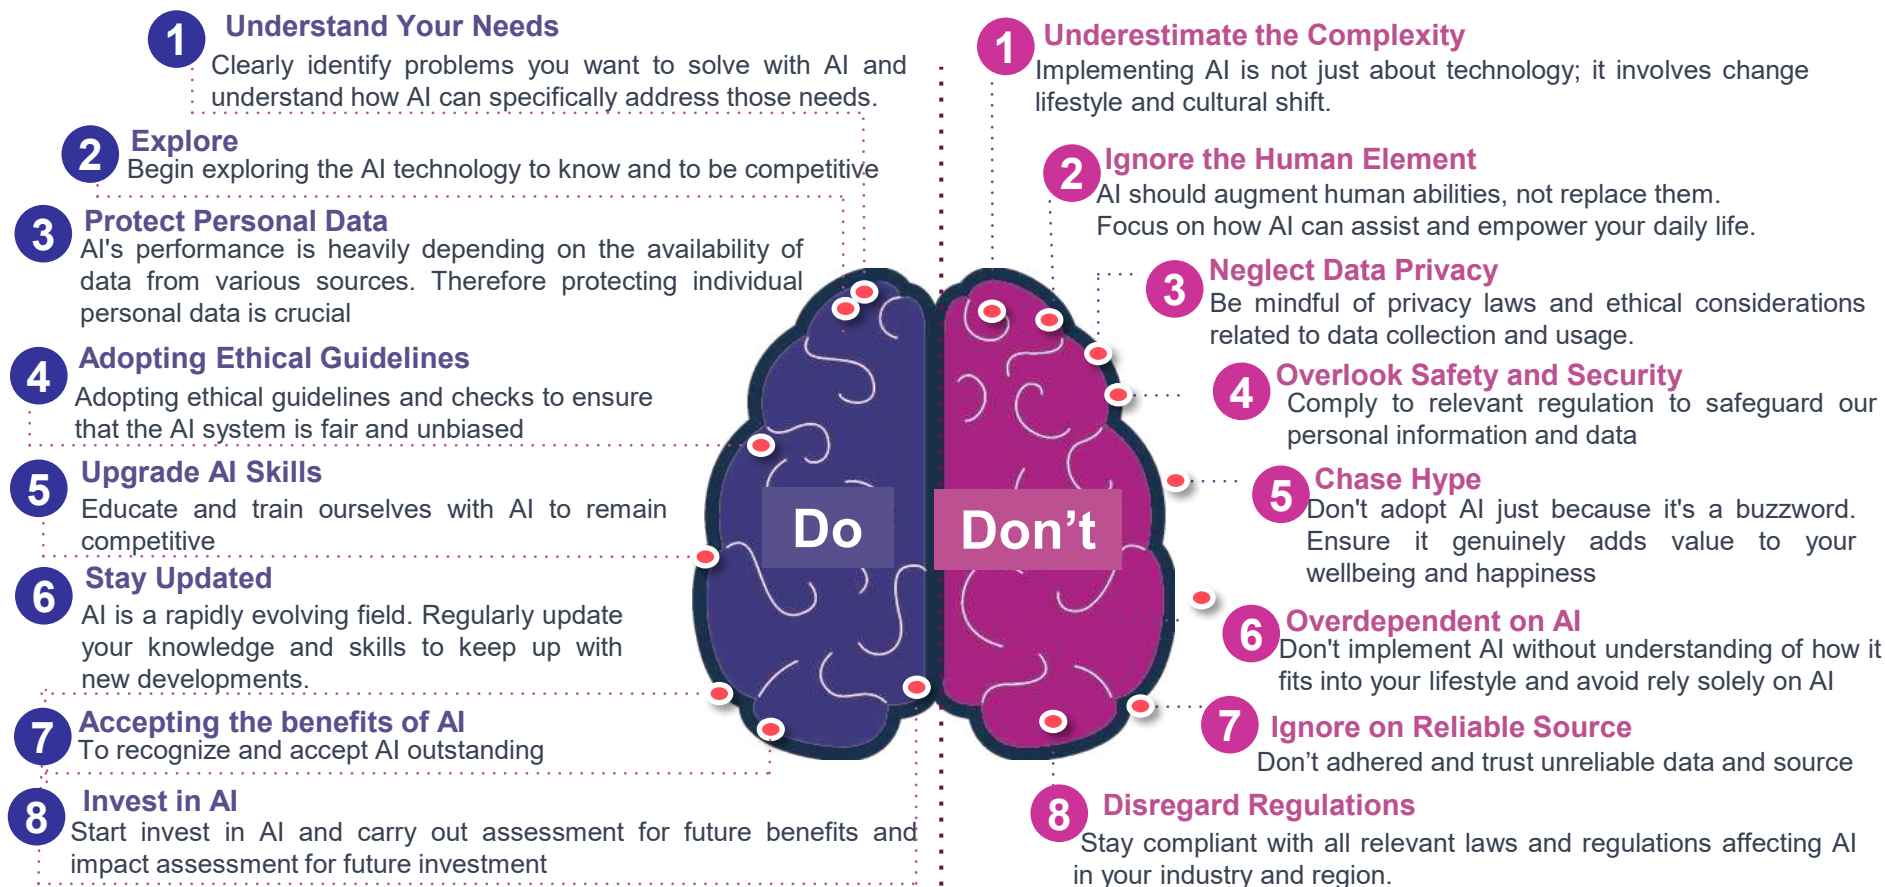 1
Understand Your Needs
Clearly identify problems you want to solve with AI and
understand how AI can specifically address those needs.
2
Explore
Begin exploring the AI technology to know and to be competitive
3
Protect Personal Data
AI's performance is heavily depending on the availability of
data from various sources. Therefore protecting individual
personal data is crucial
4
Adopting Ethical Guidelines
Adopting ethical guidelines and checks to ensure
that the AI system is fair and unbiased
5
Upgrade AI Skills
Educate and train ourselves with AI to remain
competitive
6
Stay Updated
AI is a rapidly evolving field. Regularly update
your knowledge and skills to keep up with
new developments.
7
Accepting the benefits of AI
To recognize and accept AI outstanding
8
Invest in AI
Start invest in AI and carry out assessment for future benefits and
impact assessment for future investment
Do
Don’t
1
Underestimate the Complexity
Implementing AI is not just about technology; it involves change
lifestyle and cultural shift.
2
Ignore the Human Element
AI should augment human abilities, not replace them.
Focus on how AI can assist and empower your daily life.
3
Neglect Data Privacy
Be mindful of privacy laws and ethical considerations
related to data collection and usage.
4
Overlook Safety and Security
Comply to relevant regulation to safeguard our
personal information and data
5
Chase Hype
Don't adopt AI just because it's a buzzword.
Ensure it genuinely adds value to your
wellbeing and happiness
6
Overdependent on AI
Don't implement AI without understanding of how it
fits into your lifestyle and avoid rely solely on AI
7
Ignore on Reliable Source
Don’t adhered and trust unreliable data and source
8
Disregard Regulations
Stay compliant with all relevant laws and regulations affecting AI
in your industry and region.